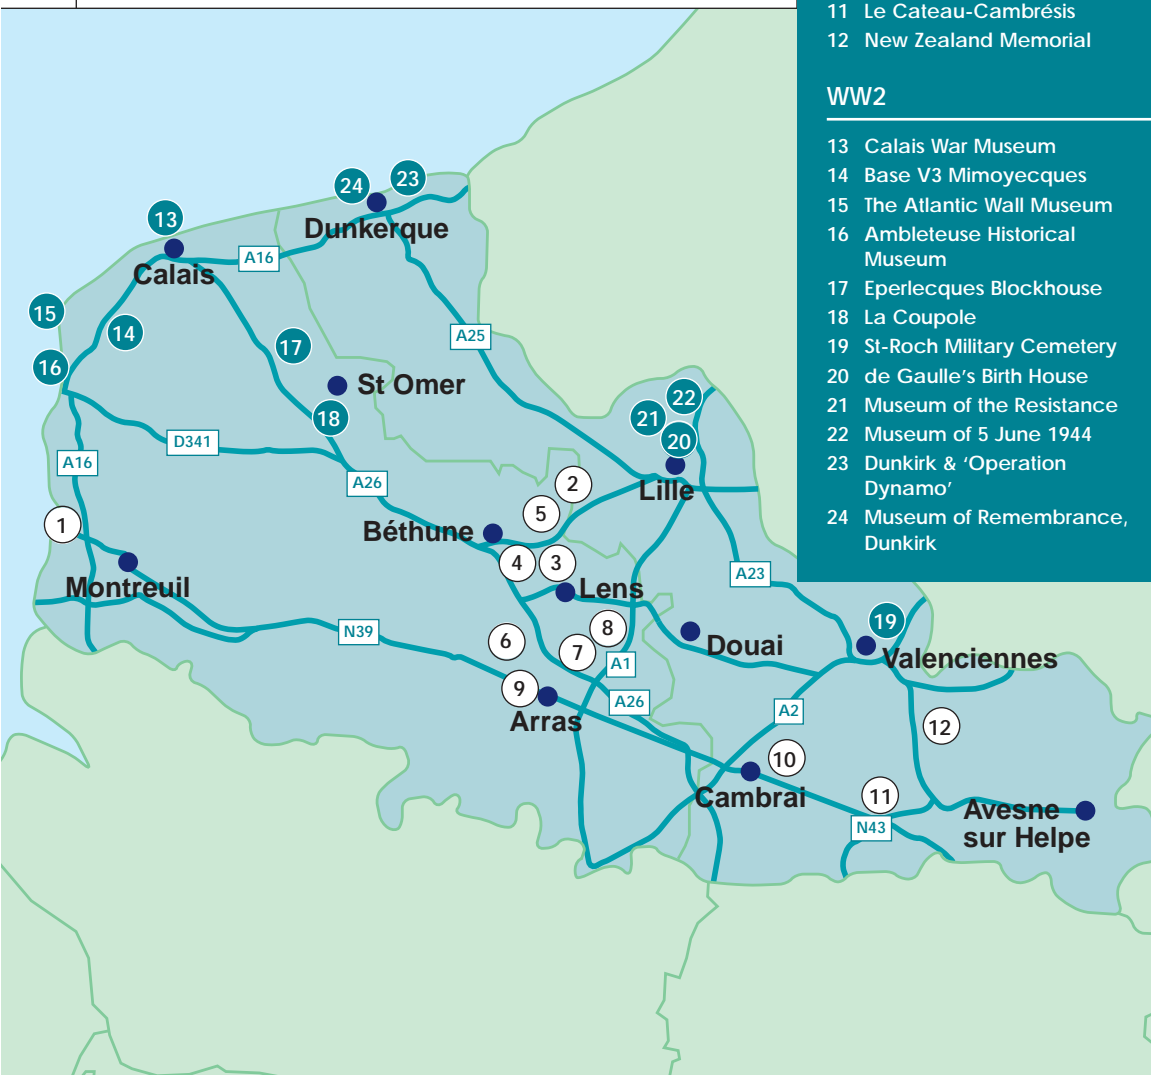 11 Le Cateau-Cambrésis
12 New Zealand Memorial
WW2
13 Calais War Museum
14 Base V3 Mimoyecques
15 The Atlantic Wall Museum
16 Ambleteuse Historical
Museum
17 Eperlecques Blockhouse
18 La Coupole
19 St-Roch Military Cemetery
20 de Gaulle's Birth House
21 Museum of the Resistance
22 Museum of 5 June 1944
23 Dunkirk & 'Operation
Dynamo'
24 Museum of Remembrance,
Dunkirk
24
23
Dunkerque
13
Calais
A16
15
14
17
A25
16
St Omer
18
22
21
20
Lille
D341
A16
A26
2
5
1
Béthune
4
3
Montreuil
Lens
A23
N39
6
8
7
A1
Douai
19
Valenciennes
9
Arras
A26
A2
12
10
Cambrai
11
N43
Avesne
sur Helpe